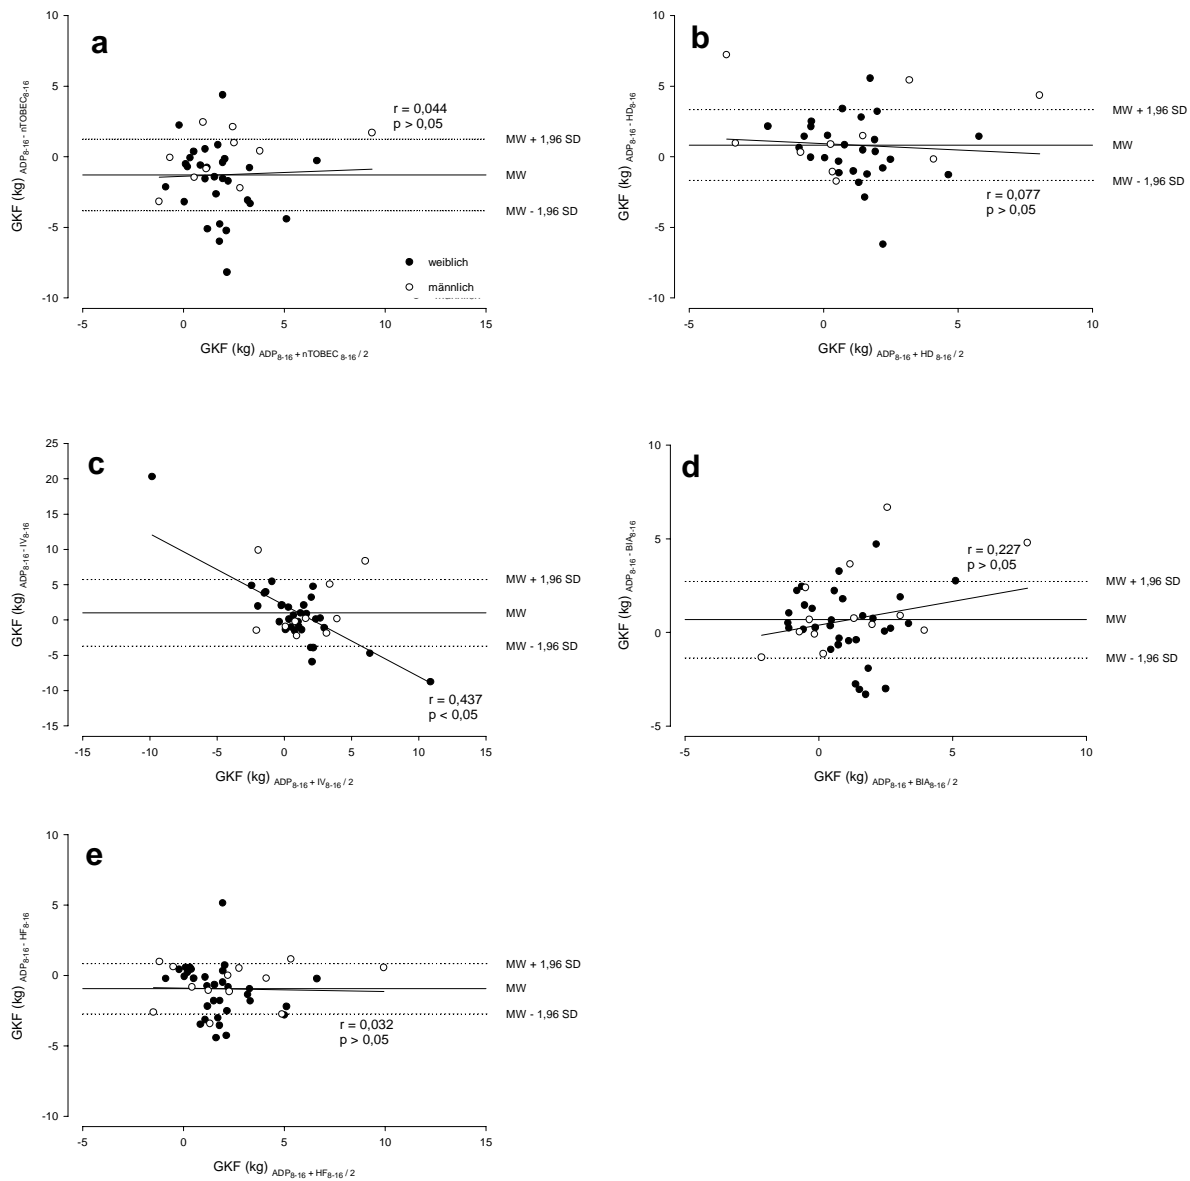 a
10
5
0
-5
-10
GKF (kg) ADP8-16 - nTOBEC8-16
r = 0,044
p > 0,05
MW + 1,96 SD
MW
MW - 1,96 SD
weiblich
männlich
-5 0 5 10 15
GKF (kg) ADP8-16 + nTOBEC 8-16 / 2
b
10
5
0
-5
-10
GKF (kg) ADP8-16 - HD8-16
MW + 1,96 SD
MW
MW - 1,96 SD
r = 0,077
p > 0,05
-5 0 5 10
GKF (kg) ADP8-16 + HD 8-16 / 2
c
25
20
15
10
5
0
-5
-10
-15
GKF (kg) ADP8-16 - IV8-16
MW + 1,96 SD
MW
MW - 1,96 SD
r = 0,437
p < 0,05
-15 -10 -5 0 5 10 15
GKF (kg) ADP8-16 + IV8-16 / 2
d
10
5
0
-5
GKF (kg) ADP8-16 - BIA8-16
r = 0,227
p > 0,05
MW + 1,96 SD
MW
MW - 1,96 SD
-5 0 5 10
GKF (kg) ADP8-16 + BIA8-16 / 2
e
10
5
0
-5
-10
GKF (kg) ADP8-16 - HF8-16
MW + 1,96 SD
MW
MW - 1,96 SD
r = 0,032
p > 0,05
-5 0 5 10 15
GKF (kg) ADP8-16 + HF8-16 / 2